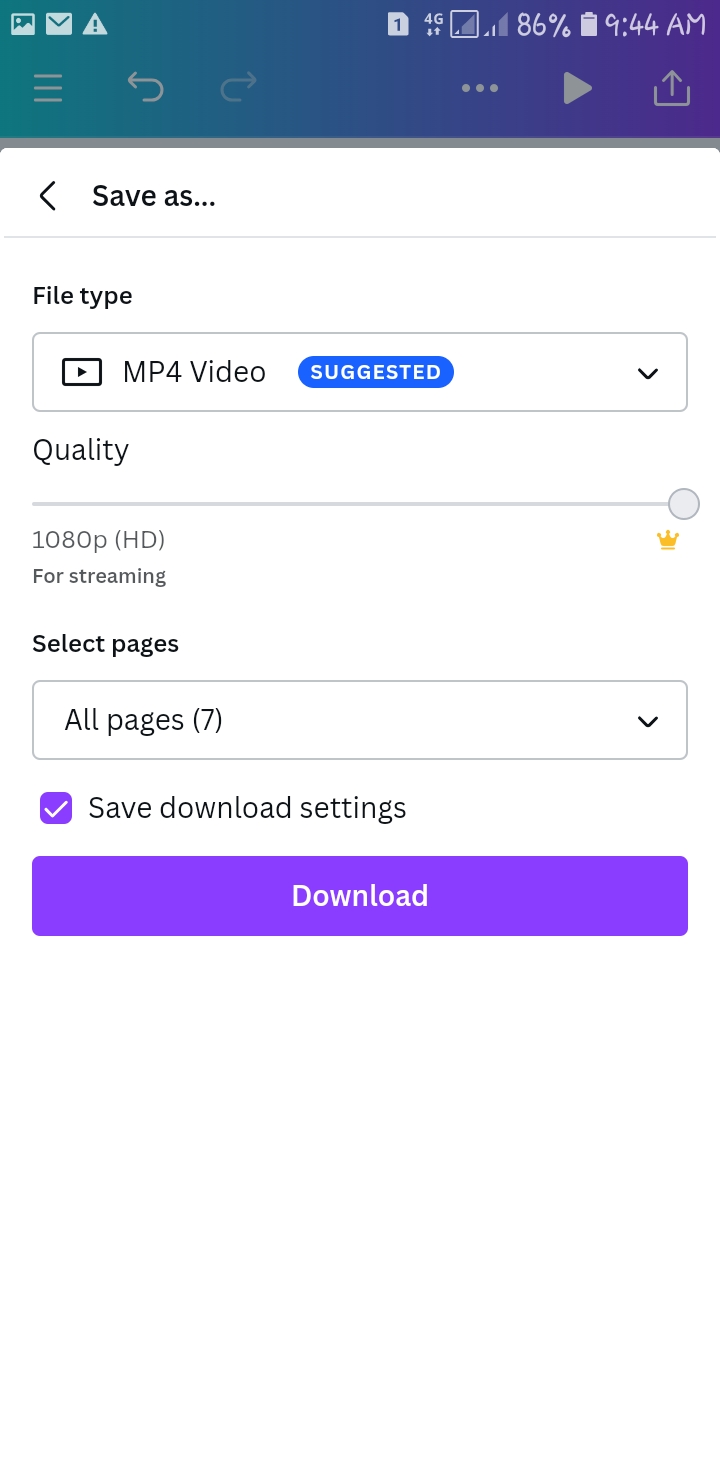 1 4G 86% 9:44 AM
Save as...
File type
MP4 Video SUGGESTED
Quality
1080p (HD)
For streaming
Select pages
All pages (7)
Save download settings
Download